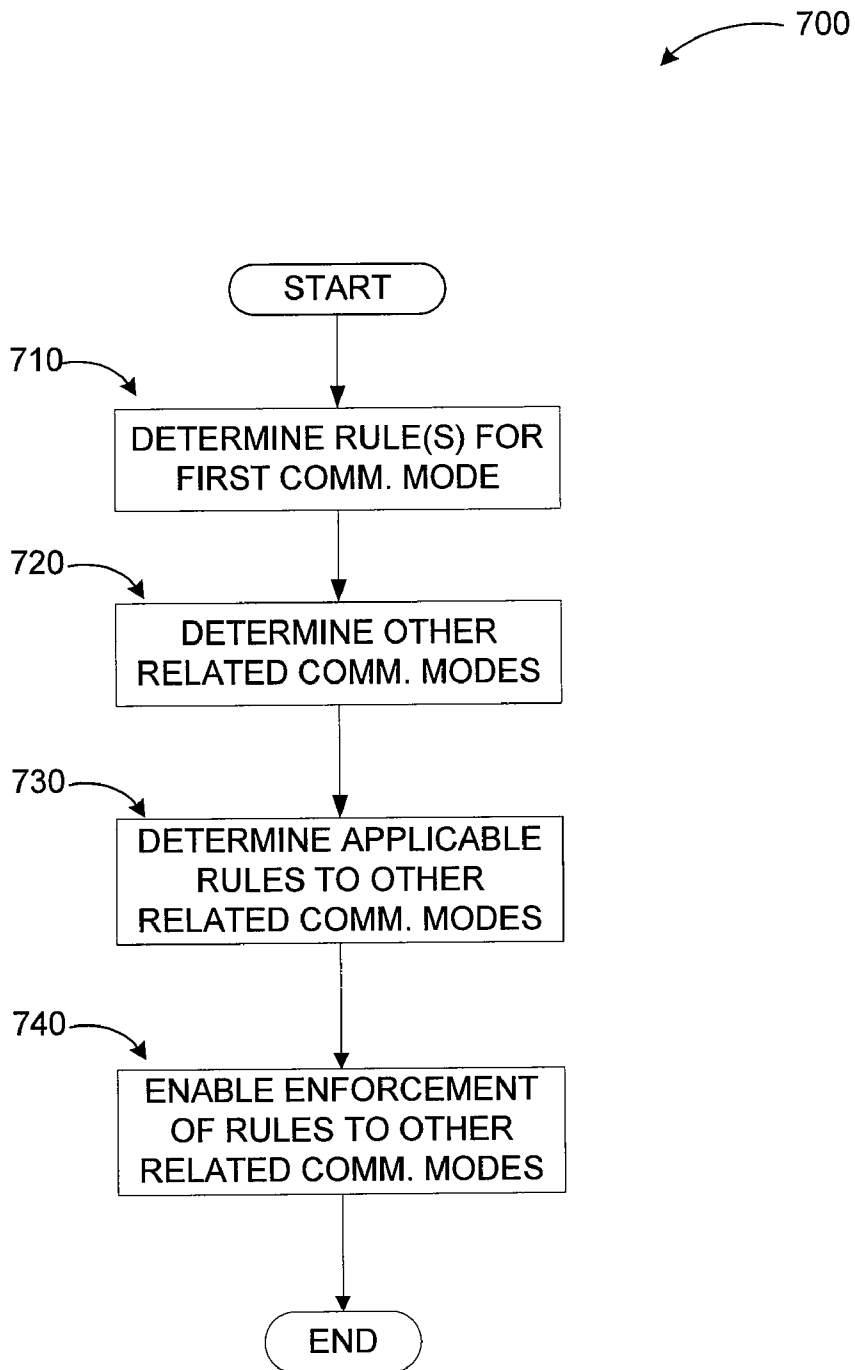 700
START
710
DETERMINE RULE(S) FOR
FIRST COMM. MODE
720
DETERMINE OTHER
RELATED COMM. MODES
730
DETERMINE APPLICABLE
RULES TO OTHER
RELATED COMM. MODES
740
ENABLE ENFORCEMENT
OF RULES TO OTHER
RELATED COMM. MODES
END